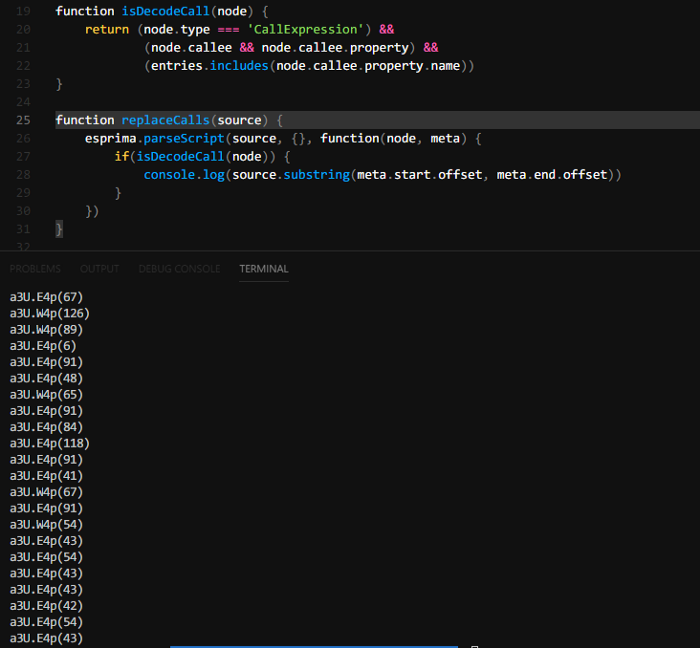 19 function isDecodeCall(node) {
20 return (node.type === 'CallExpression') &&
21 (node.callee && node.callee.property) &&
22 (entries.includes(node.callee.property.name))
23 }
24
25 function replaceCalls(source) {
26 esprima.parseScript(source, {}, function(node, meta) {
27 if(isDecodeCall(node)) {
28 console.log(source.substring(meta.start.offset, meta.end.offset))
29 }
30 })
31 }
32
PROBLEMS OUTPUT DEBUG CONSOLE TERMINAL
a3U.E4p(67)
a3U.W4p(126)
a3U.W4p(89)
a3U.E4p(6)
a3U.E4p(91)
a3U.E4p(48)
a3U.W4p(65)
a3U.E4p(91)
a3U.E4p(84)
a3U.E4p(118)
a3U.E4p(91)
a3U.E4p(41)
a3U.W4p(67)
a3U.E4p(91)
a3U.W4p(54)
a3U.E4p(43)
a3U.E4p(54)
a3U.E4p(43)
a3U.E4p(43)
a3U.E4p(42)
a3U.E4p(54)
a3U.E4p(43)